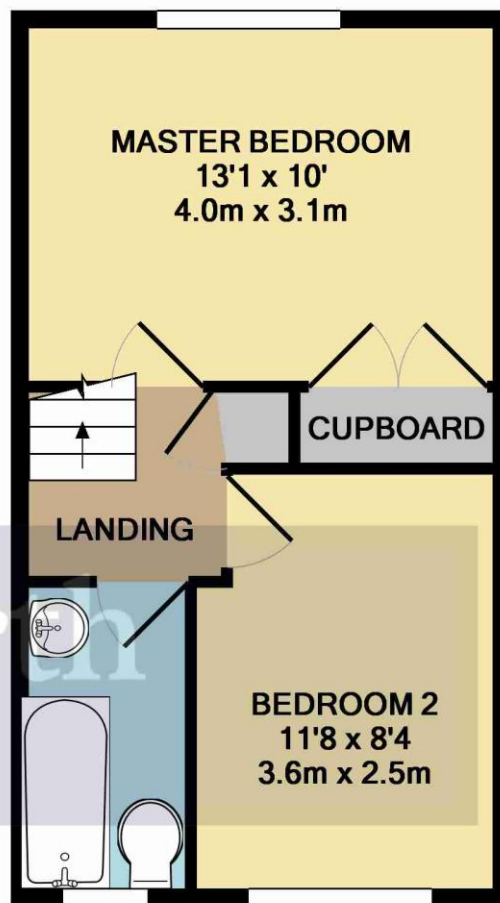 MASTER BEDROOM
13'1 x 10'
4.0m x 3.1m
CUPBOARD
LANDING
BEDROOM 2
11'8 x 8'4
3.6m x 2.5m